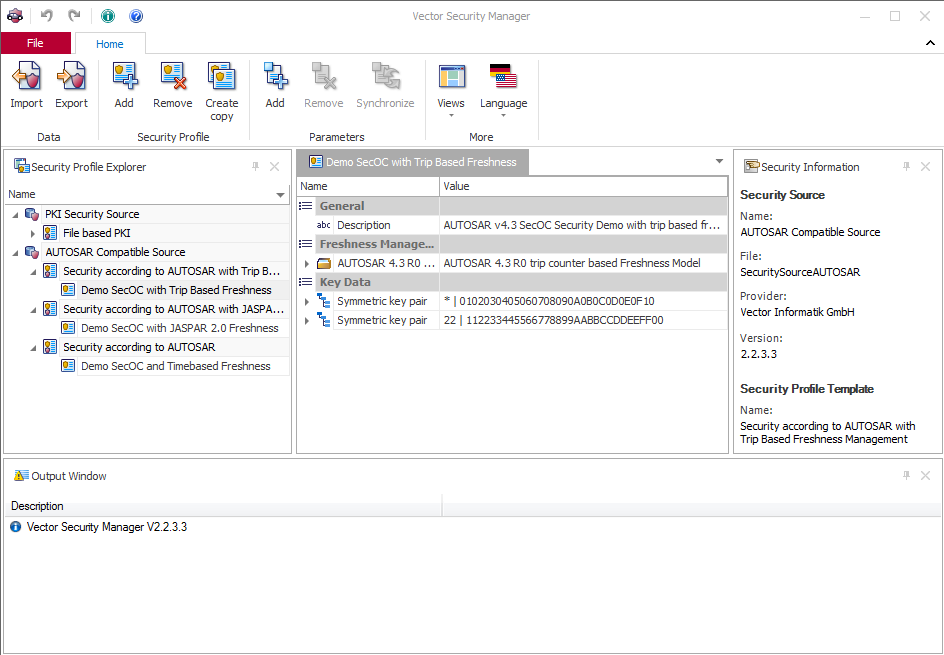 Vector Security Manager
File
Home
Import
Export
Add
Remove
Create copy
Add
Remove
Synchronize
Views
Language
Data
Security Profile
Parameters
More
Security Profile Explorer
Name
PKI Security Source
File based PKI
AUTOSAR Compatible Source
Security according to AUTOSAR with Trip B...
Demo SecOC with Trip Based Freshness
Security according to AUTOSAR with JASPA...
Demo SecOC with JASPAR 2.0 Freshness
Security according to AUTOSAR
Demo SecOC and Timebased Freshness
Demo SecOC with Trip Based Freshness
Name Value
General
abc Description AUTOSAR v4.3 SecOC Security Demo with trip based fr...
Freshness Manage...
AUTOSAR 4.3 R0 ... AUTOSAR 4.3 R0 trip counter based Freshness Model
Key Data
Symmetric key pair * | 0102030405060708090A0B0C0D0E0F10
Symmetric key pair 22 | 112233445566778899AABBCCDDEEFF00
Security Information
Security Source
Name:
AUTOSAR Compatible Source
File:
SecuritySourceAUTOSAR
Provider:
Vector Informatik GmbH
Version:
2.2.3.3
Security Profile Template
Name:
Security according to AUTOSAR with
Trip Based Freshness Management
Output Window
Description
Vector Security Manager V2.2.3.3